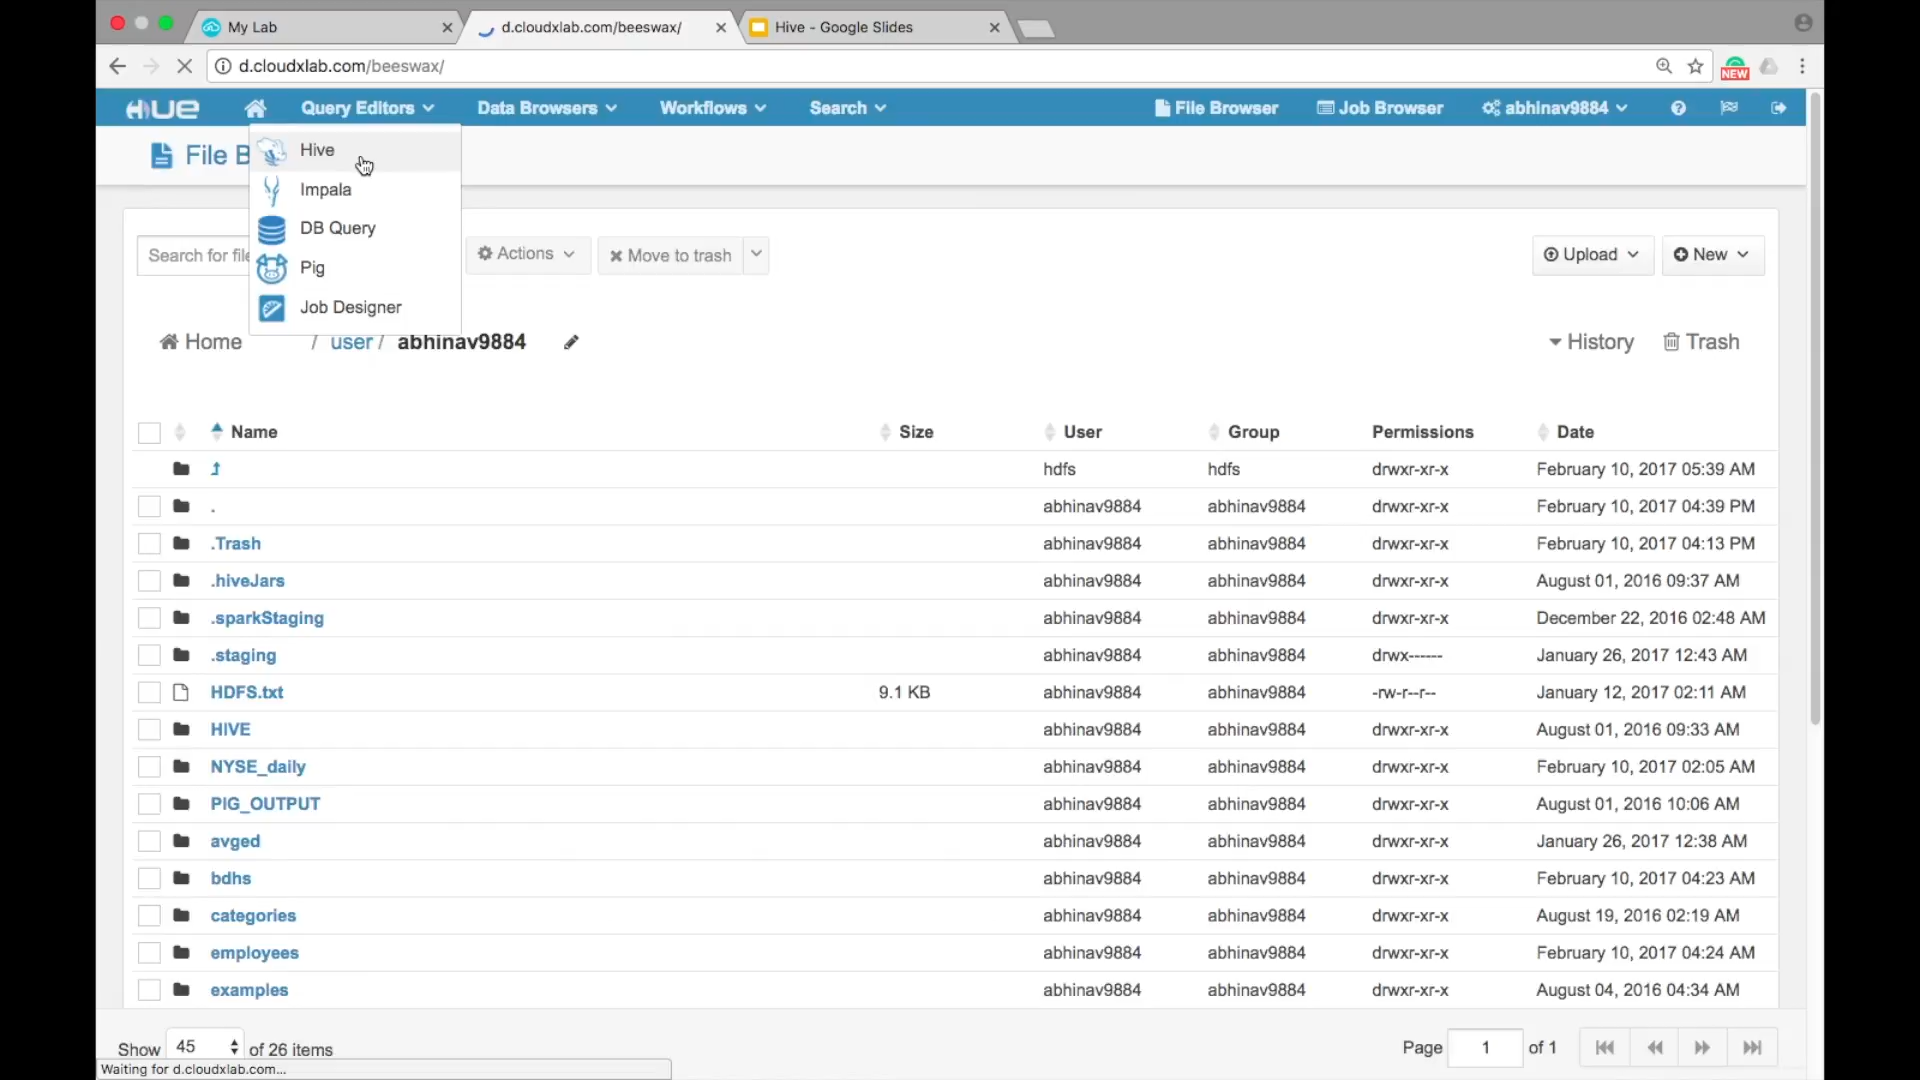 My Lab
d.cloudxlab.com/beeswax/
Hive - Google Slides
d.cloudxlab.com/beeswax/
NEW
HUE Query Editors Data Browsers Workflows Search File Browser Job Browser abhinav9884
File B
Hive
Impala
DB Query
Pig
Job Designer
Search for file Actions Move to trash Upload New
Home / user / abhinav9884 History Trash
Name Size User Group Permissions Date
hdfs hdfs drwxr-xr-x February 10, 2017 05:39 AM
. abhinav9884 abhinav9884 drwxr-xr-x February 10, 2017 04:39 PM
.Trash abhinav9884 abhinav9884 drwxr-xr-x February 10, 2017 04:13 PM
.hiveJars abhinav9884 abhinav9884 drwxr-xr-x August 01, 2016 09:37 AM
.sparkStaging abhinav9884 abhinav9884 drwxr-xr-x December 22, 2016 02:48 AM
.staging abhinav9884 abhinav9884 drwx------ January 26, 2017 12:43 AM
HDFS.txt 9.1 KB abhinav9884 abhinav9884 -rw-r--r-- January 12, 2017 02:11 AM
HIVE abhinav9884 abhinav9884 drwxr-xr-x August 01, 2016 09:33 AM
NYSE_daily abhinav9884 abhinav9884 drwxr-xr-x February 10, 2017 02:05 AM
PIG_OUTPUT abhinav9884 abhinav9884 drwxr-xr-x August 01, 2016 10:06 AM
avged abhinav9884 abhinav9884 drwxr-xr-x January 26, 2017 12:38 AM
bdhs abhinav9884 abhinav9884 drwxr-xr-x February 10, 2017 04:23 AM
categories abhinav9884 abhinav9884 drwxr-xr-x August 19, 2016 02:19 AM
employees abhinav9884 abhinav9884 drwxr-xr-x February 10, 2017 04:24 AM
examples abhinav9884 abhinav9884 drwxr-xr-x August 04, 2016 04:34 AM
Show 45 of 26 items Page 1 of 1
Waiting for d.cloudxlab.com...